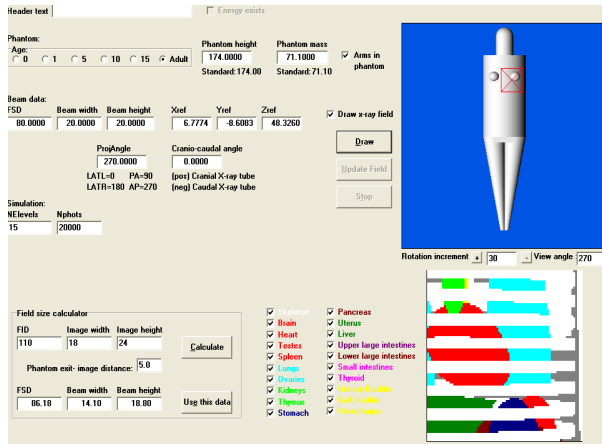 Header text
Energy exists
Phantom:
Age:
0 1 5 10 15 Adult
Phantom height Phantom mass
174.0000 71.1000
Standard: 174.00 Standard: 71.10
Arms in phantom
Beam data:
FSD Beam width Beam height Xref Yref Zref
80.0000 20.0000 20.0000 6.7774 -8.6083 48.3260
Draw x-ray field
ProjAngle Cranio-caudal angle
270.0000 0.0000
LATL=0 PA=90 (pos) Cranial X-ray tube
LATR=180 AP=270 (neg) Caudal X-ray tube
Draw
Update Field
Stop
Simulation:
NElevels Nphots
15 20000
Rotation increment + 30 - View angle 270
Field size calculator
FID Image width Image height
110 18 24
Calculate
Phantom exit- image distance: 5.0
FSD Beam width Beam height
86.18 14.10 18.80
Use this data
Skeleton Pancreas
Brain Uterus
Heart Liver
Testes Upper large intestines
Spleen Lower large intestines
Lungs Small intestines
Ovaries Thyroid
Kidneys Urinary bladder
Thymus Gall bladder
Stomach Oesophagus